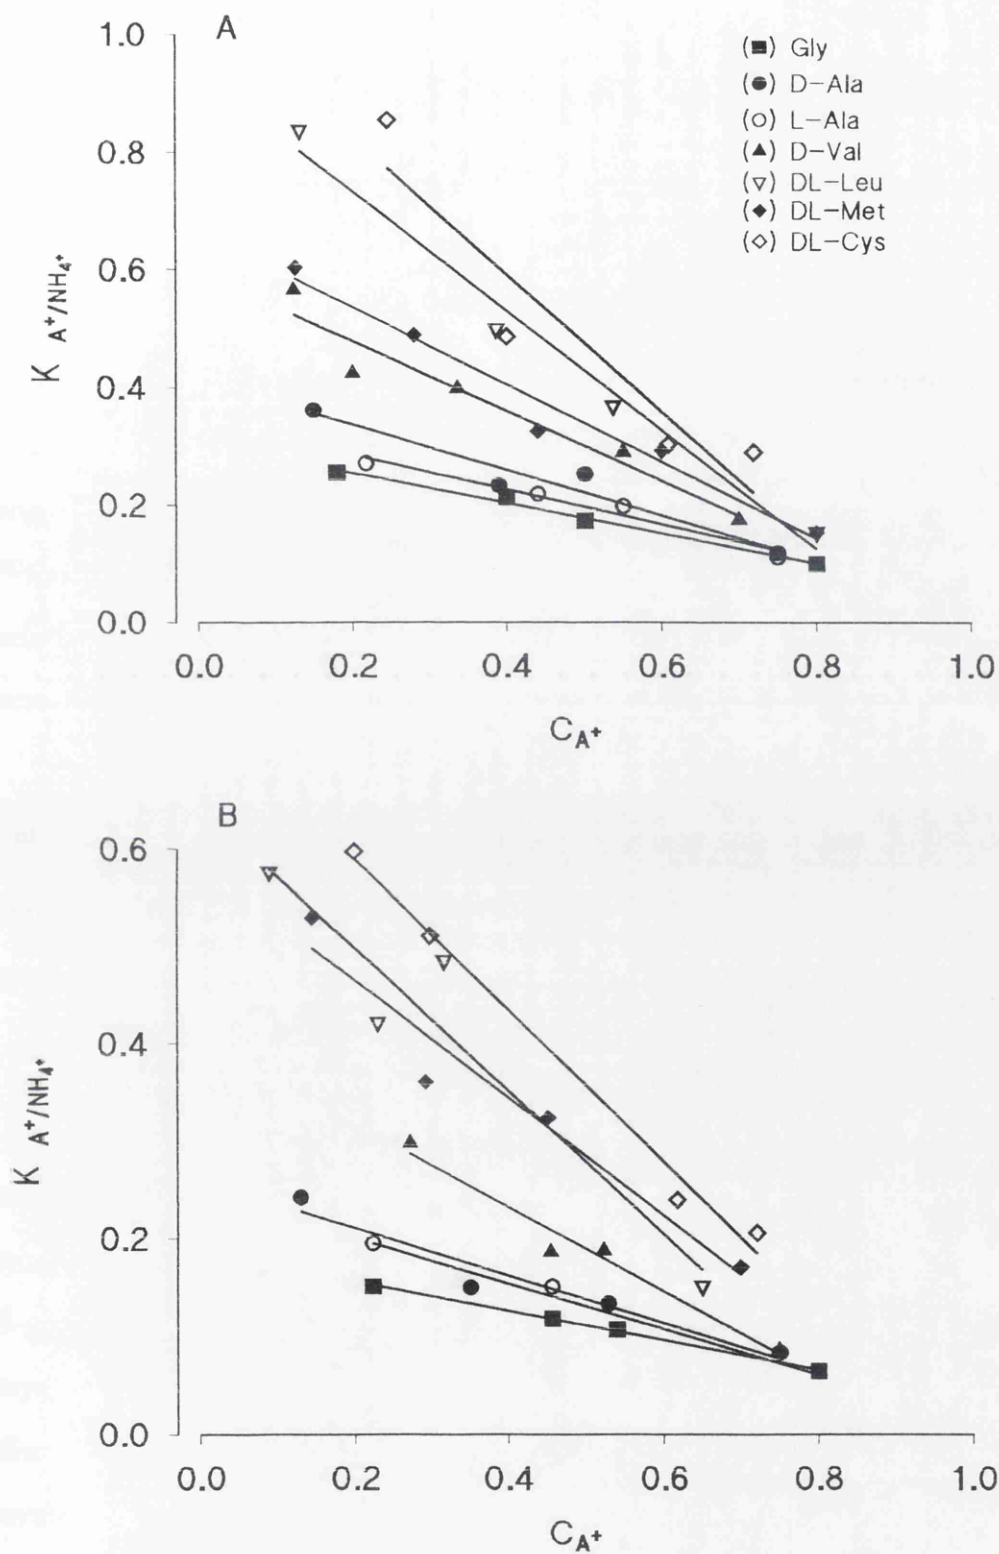 A
1.0
0.8
0.6
0.4
0.2
0.0
K A⁺/NH₄⁺
(■) Gly
(●) D-Ala
(○) L-Ala
(▲) D-Val
(▽) DL-Leu
(◆) DL-Met
(◇) DL-Cys
0.0 0.2 0.4 0.6 0.8 1.0
C A⁺
B
0.6
0.4
0.2
0.0
K A⁺/NH₄⁺
0.0 0.2 0.4 0.6 0.8 1.0
C A⁺